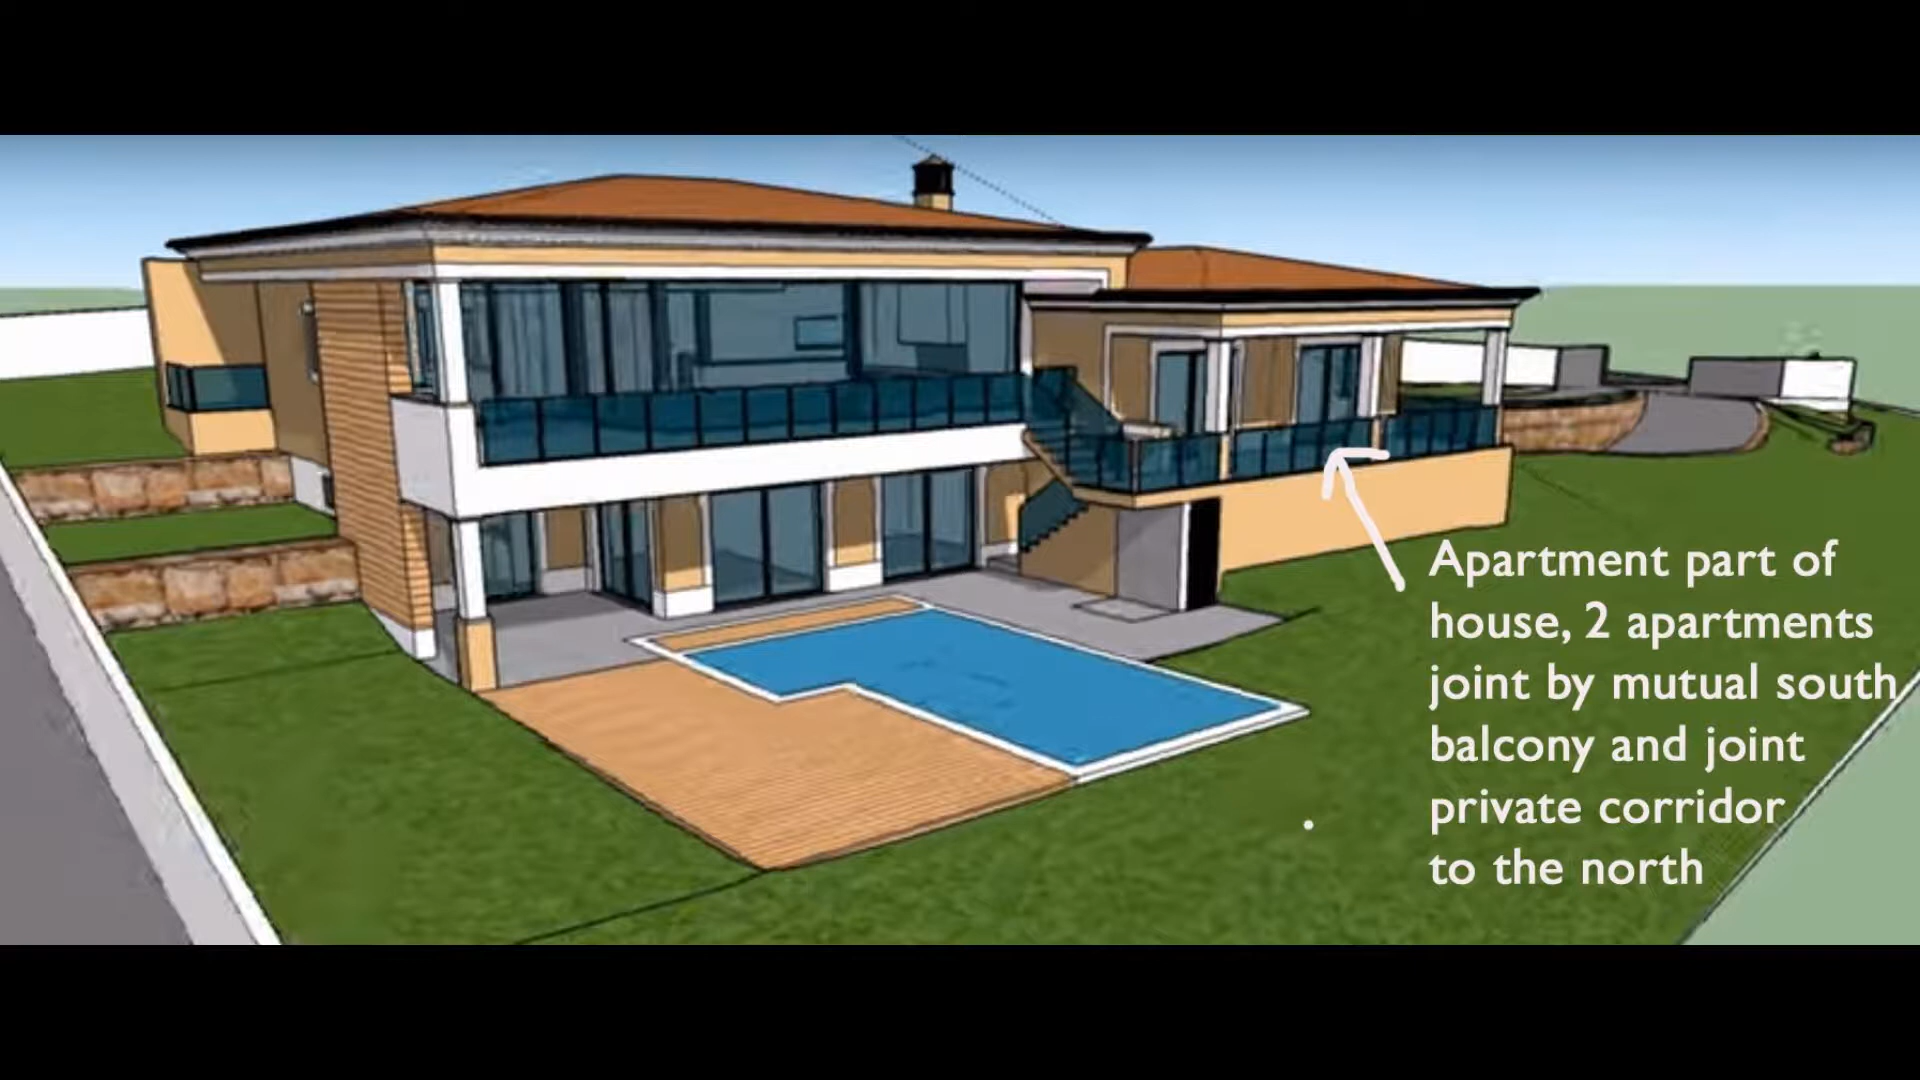 Apartment part of
house, 2 apartments
joint by mutual south
balcony and joint
private corridor
to the north